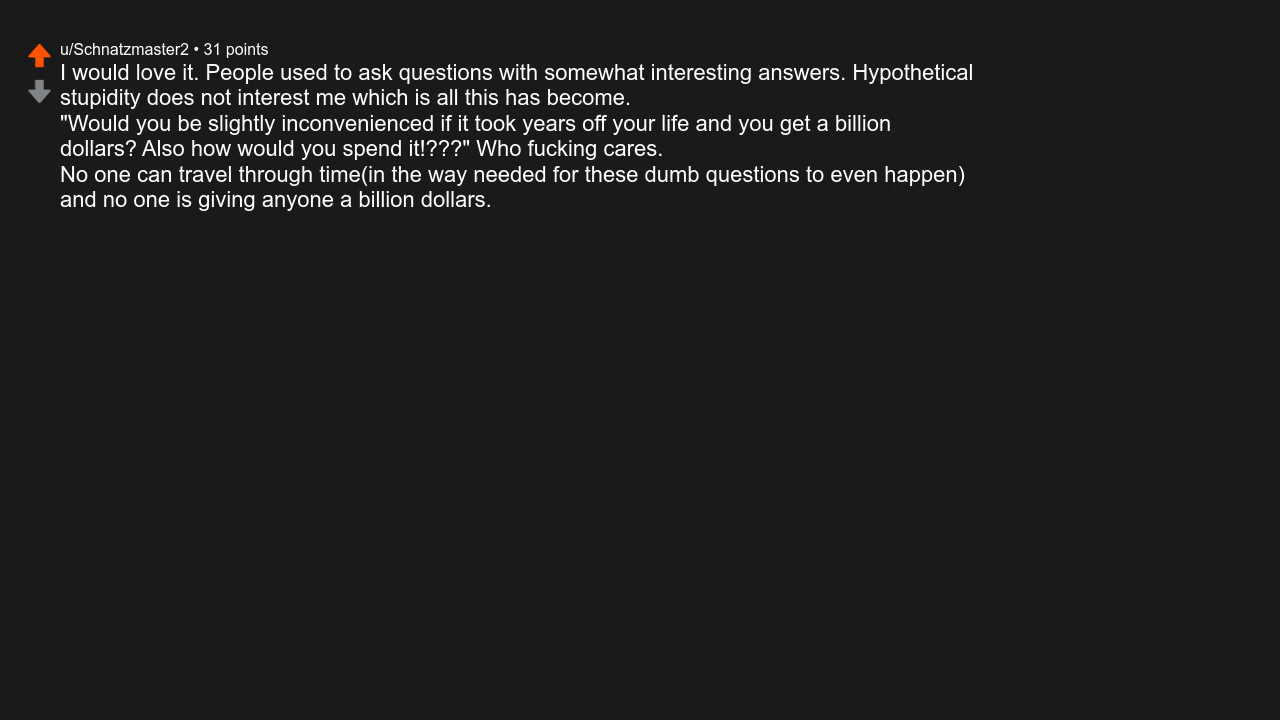 u/Schnatzmaster2 • 31 points
I would love it. People used to ask questions with somewhat interesting answers. Hypothetical
stupidity does not interest me which is all this has become.
"Would you be slightly inconvenienced if it took years off your life and you get a billion
dollars? Also how would you spend it!???" Who fucking cares.
No one can travel through time(in the way needed for these dumb questions to even happen)
and no one is giving anyone a billion dollars.